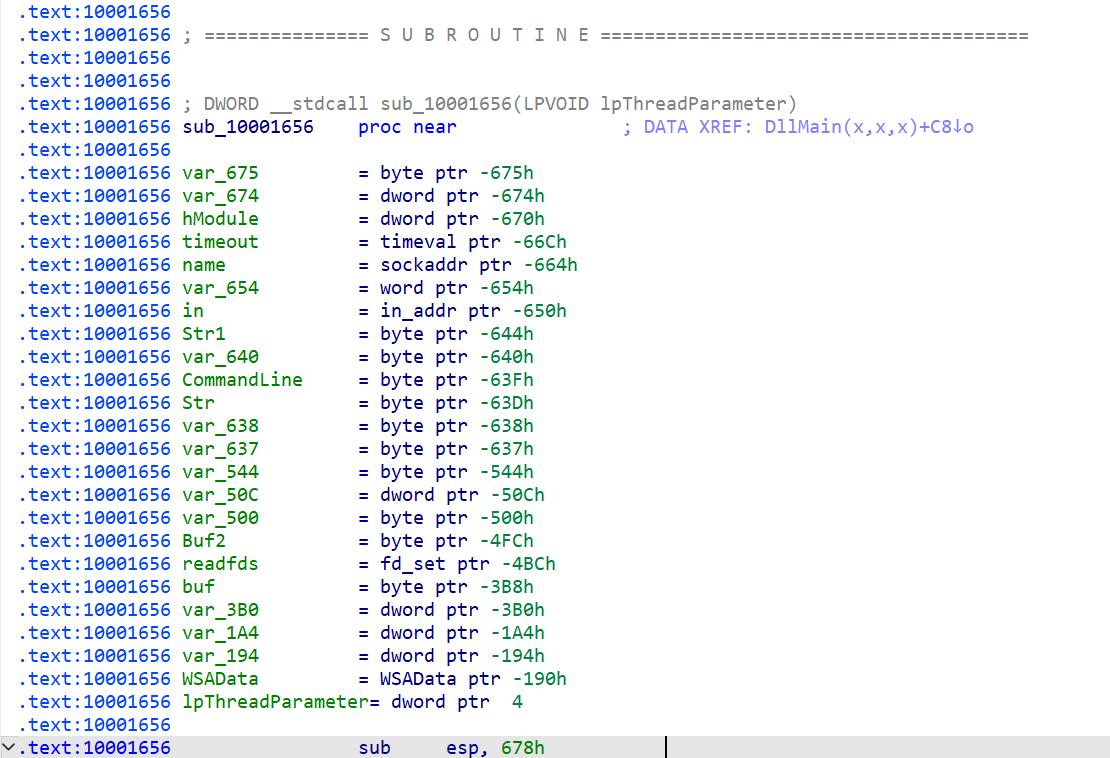 .text:10001656
.text:10001656 ; =============== S U B R O U T I N E =======================================
.text:10001656
.text:10001656
.text:10001656 ; DWORD __stdcall sub_10001656(LPVOID lpThreadParameter)
.text:10001656 sub_10001656    proc near               ; DATA XREF: DllMain(x,x,x)+C8↓o
.text:10001656
.text:10001656 var_675         = byte ptr -675h
.text:10001656 var_674         = dword ptr -674h
.text:10001656 hModule         = dword ptr -670h
.text:10001656 timeout         = timeval ptr -66Ch
.text:10001656 name            = sockaddr ptr -664h
.text:10001656 var_654         = word ptr -654h
.text:10001656 in              = in_addr ptr -650h
.text:10001656 Str1            = byte ptr -644h
.text:10001656 var_640         = byte ptr -640h
.text:10001656 CommandLine     = byte ptr -63Fh
.text:10001656 Str             = byte ptr -63Dh
.text:10001656 var_638         = byte ptr -638h
.text:10001656 var_637         = byte ptr -637h
.text:10001656 var_544         = byte ptr -544h
.text:10001656 var_50C         = dword ptr -50Ch
.text:10001656 var_500         = byte ptr -500h
.text:10001656 Buf2            = byte ptr -4FCh
.text:10001656 readfds         = fd_set ptr -4BCh
.text:10001656 buf             = byte ptr -3B8h
.text:10001656 var_3B0         = dword ptr -3B0h
.text:10001656 var_1A4         = dword ptr -1A4h
.text:10001656 var_194         = dword ptr -194h
.text:10001656 WSAData         = WSAData ptr -190h
.text:10001656 lpThreadParameter= dword ptr  4
.text:10001656
.text:10001656                 sub     esp, 678h